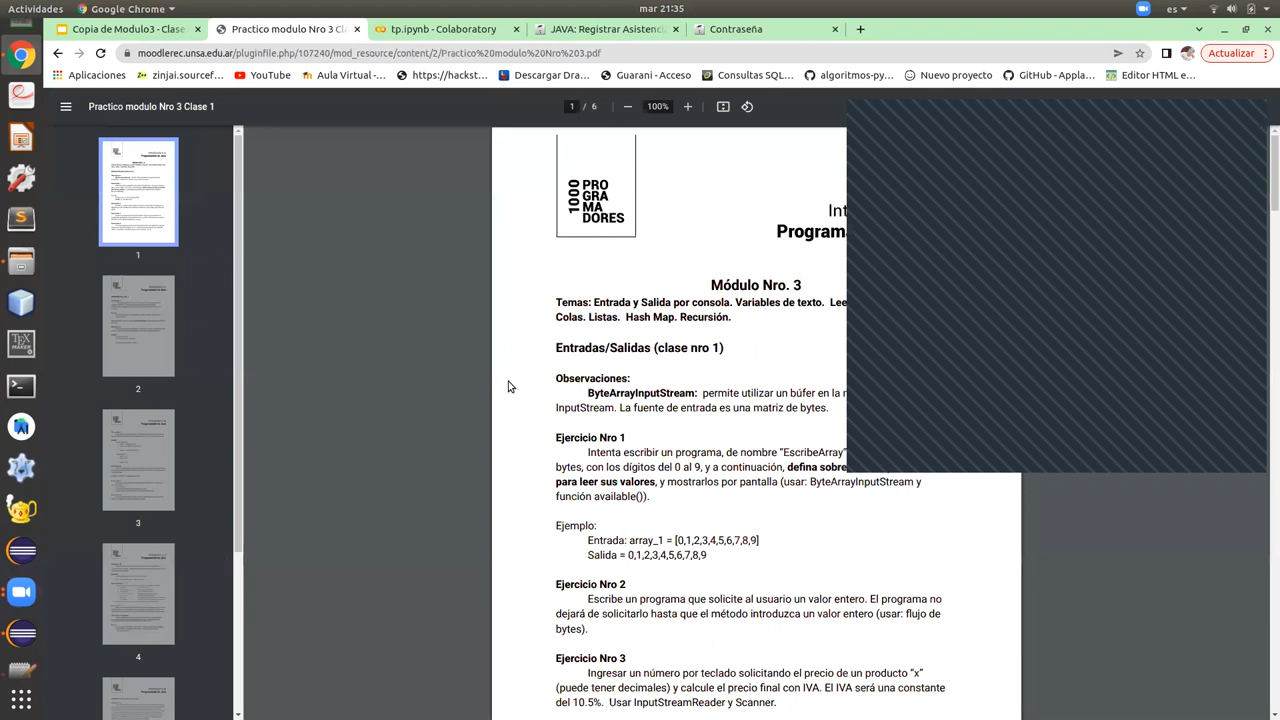 Actividades
Google Chrome
mar 21:35
es
Copia de Modulo3 - Clase
Practico modulo Nro 3 Cl
tp.ipynb - Colaboratory
JAVA: Registrar Asistenci
Contraseña
moodlerec.unsa.edu.ar/pluginfile.php/107240/mod_resource/content/2/Practico%20modulo%20Nro%203.pdf
Actualizar
Aplicaciones
zinjai.sourcef...
YouTube
Aula Virtual -...
https://hackst...
Descargar Dra...
Guarani - Acceso
Consultas SQL...
algoritmos-py...
Nuevo proyecto
GitHub - Appla...
Editor HTML e...
Practico modulo Nro 3 Clase 1
1 / 6
100%
1
2
3
4
1000
PRO
GRA
MA
DORES
Int
Programa
Módulo Nro. 3
Temas: Entrada y Salida por consola. Variables de texto. Lee
Colas. Listas. Hash Map. Recursión.
Entradas/Salidas (clase nro 1)
Observaciones:
ByteArrayInputStream: permite utilizar un búfer en la
InputStream. La fuente de entrada es una matriz de bytes.
Ejercicio Nro 1
Intenta escribir un programa, de nombre "EscribeArray"
bytes, con los dígitos del 0 al 9, y a continuación, defina sobre
para leer sus valores, y mostrarlos por pantalla (usar: ByteArrayInputStream y
función available()).
Ejemplo:
Entrada: array_1 = [0,1,2,3,4,5,6,7,8,9]
Salida = 0,1,2,3,4,5,6,7,8,9
Ejercicio Nro 2
Escribe un programa que solicite al usuario un valor entero. El programa no
dejará de solicitarlo hasta que el método introduzca un valor entero (usar: flujo de
bytes).
Ejercicio Nro 3
Ingresar un número por teclado solicitando el precio de un producto "x"
(puede tener decimales) y calcule el precio final con IVA. El IVA será una constante
del 10.5%. Usar InputStreamReader y Scanner.